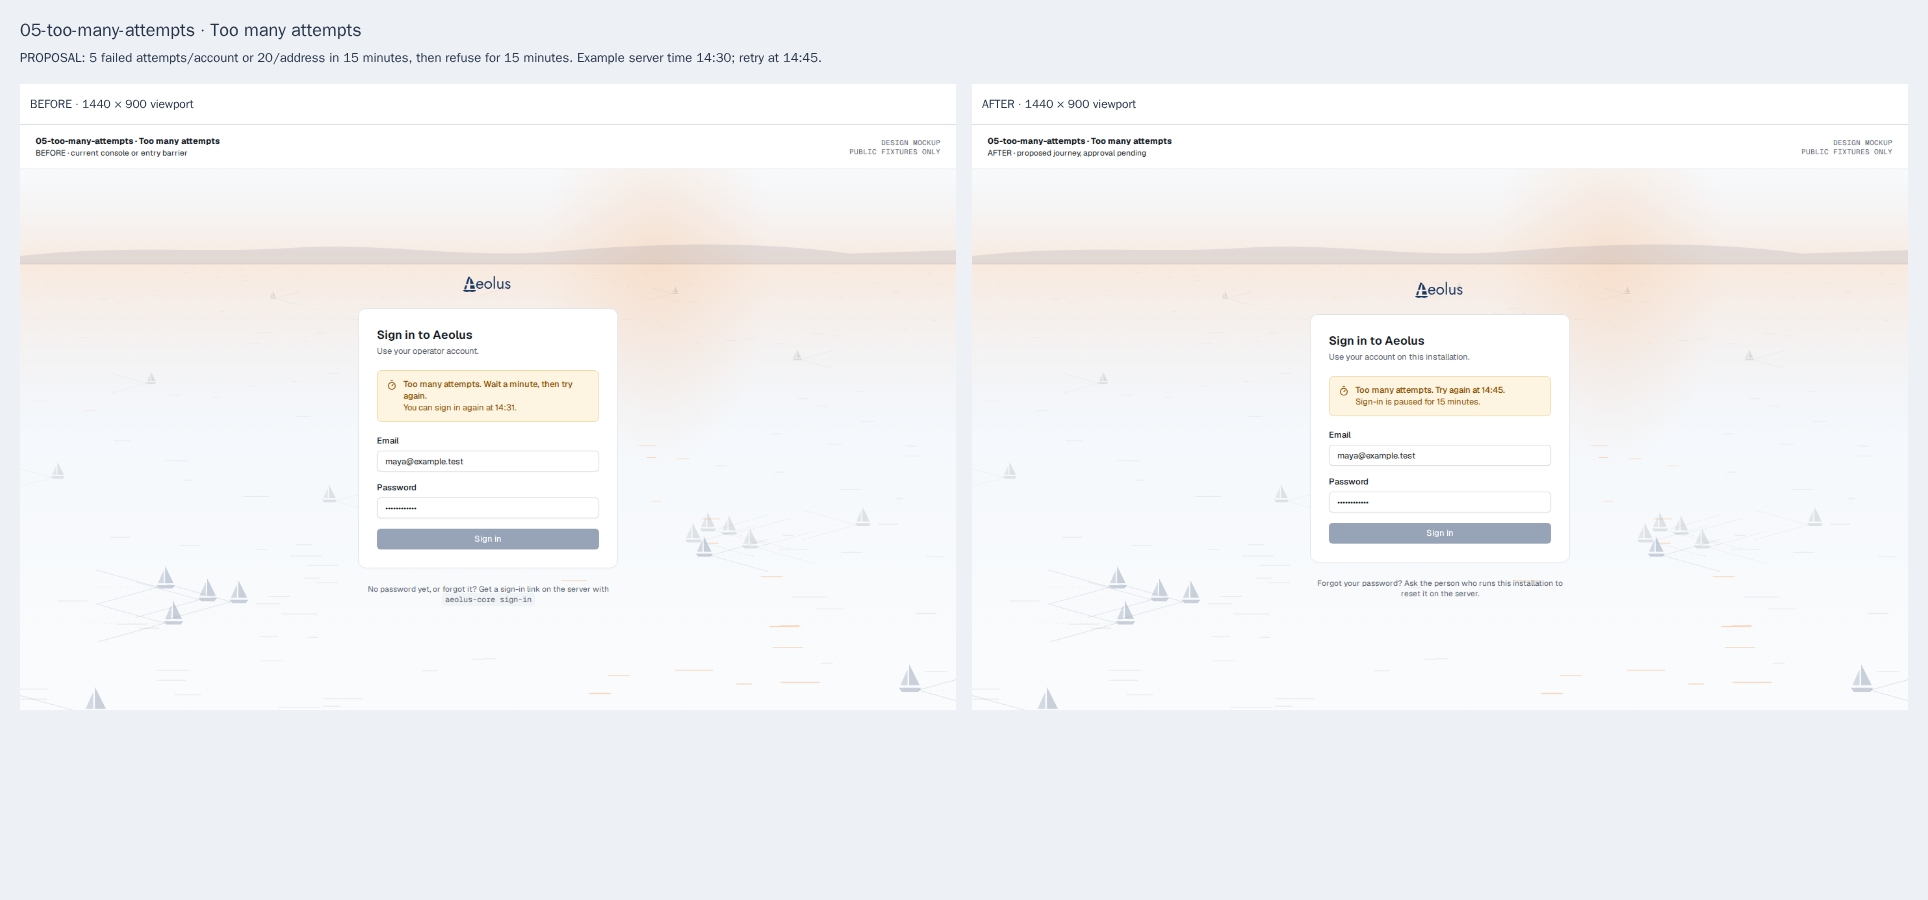 05-too-many-attempts · Too many attempts
PROPOSAL: 5 failed attempts/account or 20/address in 15 minutes, then refuse for 15 minutes. Example server time 14:30; retry at 14:45.
BEFORE · 1440 × 900 viewport
05-too-many-attempts · Too many attempts
BEFORE · current console or entry barrier
DESIGN MOCKUP
PUBLIC FIXTURES ONLY
Aeolus
Sign in to Aeolus
Use your operator account.
Too many attempts. Wait a minute, then try
again.
You can sign in again at 14:31.
Email
maya@example.test
Password
••••••••••••
Sign in
No password yet, or forgot it? Get a sign-in link on the server with
aeolus-core sign-in
AFTER · 1440 × 900 viewport
05-too-many-attempts · Too many attempts
AFTER · proposed journey, approval pending
DESIGN MOCKUP
PUBLIC FIXTURES ONLY
Aeolus
Sign in to Aeolus
Use your account on this installation.
Too many attempts. Try again at 14:45.
Sign-in is paused for 15 minutes.
Email
maya@example.test
Password
••••••••••••
Sign in
Forgot your password? Ask the person who runs this installation to
reset it on the server.